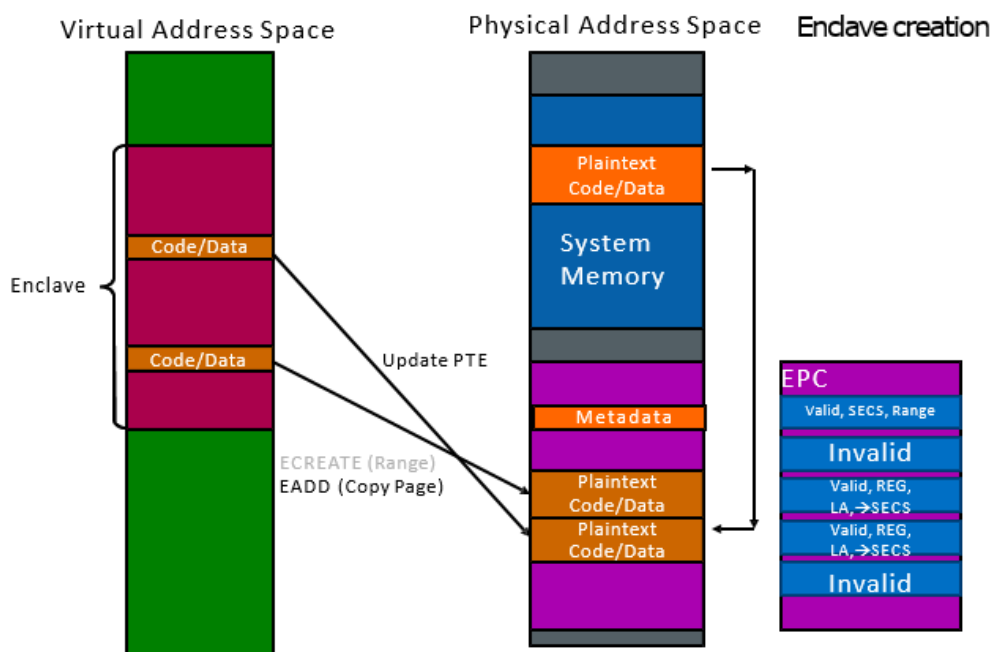 Virtual Address Space
Physical Address Space
Enclave creation
Plaintext
Code/Data
System
Memory
Code/Data
Enclave
Code/Data
Update PTE
EPC
Valid, SECS, Range
Metadata
Invalid
ECREATE (Range)
EADD (Copy Page)
Plaintext
Code/Data
Valid, REG,
LA,→SECS
Plaintext
Code/Data
Valid, REG,
LA,→SECS
Invalid